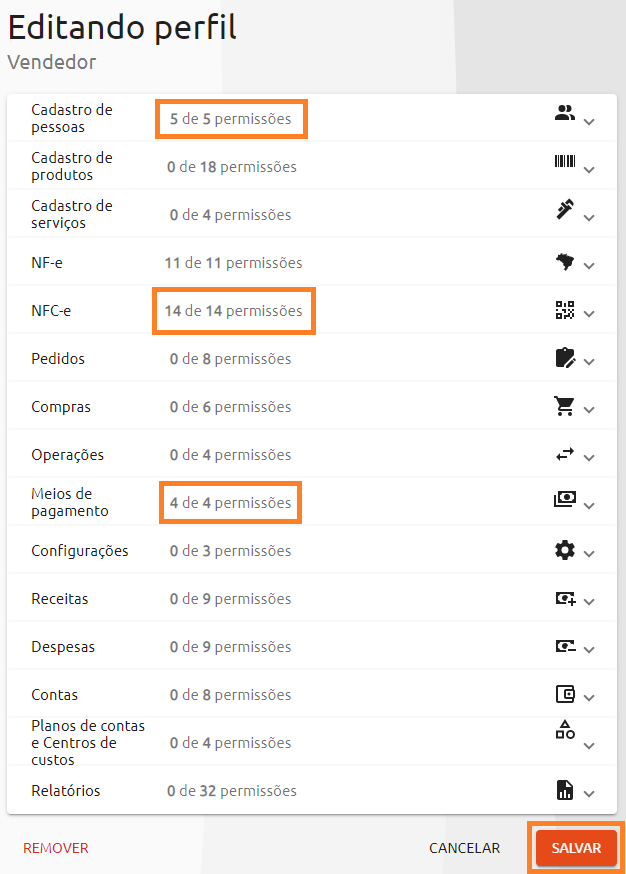 Editando perfil
Vendedor
Cadastro de
pessoas
5 de 5 permissões
Cadastro de
produtos
0 de 18 permissões
Cadastro de
serviços
0 de 4 permissões
NF-e
11 de 11 permissões
NFC-e
14 de 14 permissões
Pedidos
0 de 8 permissões
Compras
0 de 6 permissões
Operações
0 de 4 permissões
Meios de
pagamento
4 de 4 permissões
Configurações
0 de 3 permissões
Receitas
0 de 9 permissões
Despesas
0 de 9 permissões
Contas
0 de 8 permissões
Planos de contas
e Centros de
custos
0 de 4 permissões
Relatórios
0 de 32 permissões
REMOVER
CANCELAR
SALVAR